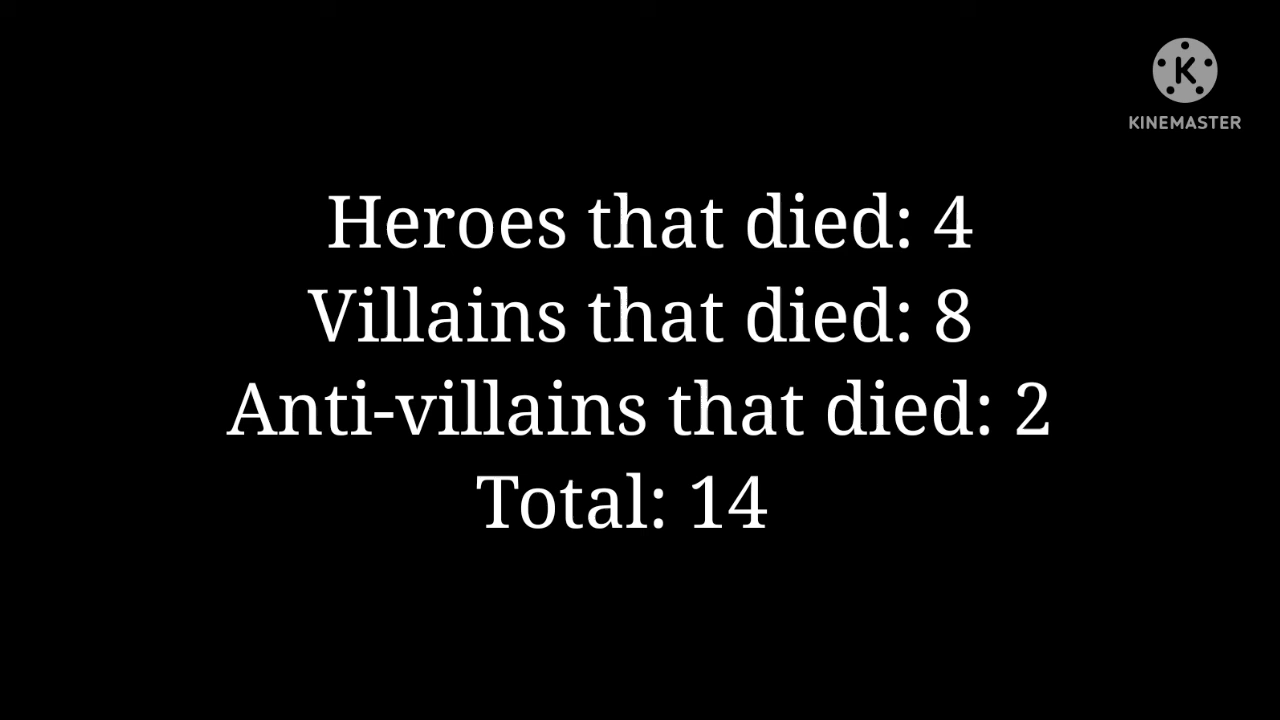 K
KINEMASTER
Heroes that died: 4
Villains that died: 8
Anti-villains that died: 2
Total: 14